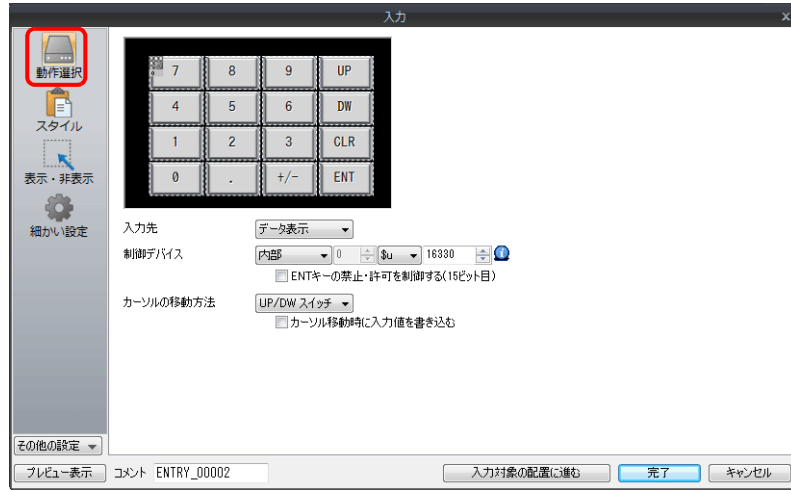 入力
x
動作選択
スタイル
表示・非表示
細かい設定
7 8 9 UP
4 5 6 DW
1 2 3 CLR
0 . +/- ENT
入力先 データ表示
制御デバイス 内部 0 $u 16330
ENTキーの禁止・許可を制御する(15ビット目)
カーソルの移動方法 UP/DW スイッチ
カーソル移動時に入力値を書き込む
その他の設定
プレビュー表示 コメント ENTRY_00002 入力対象の配置に進む 完了 キャンセル